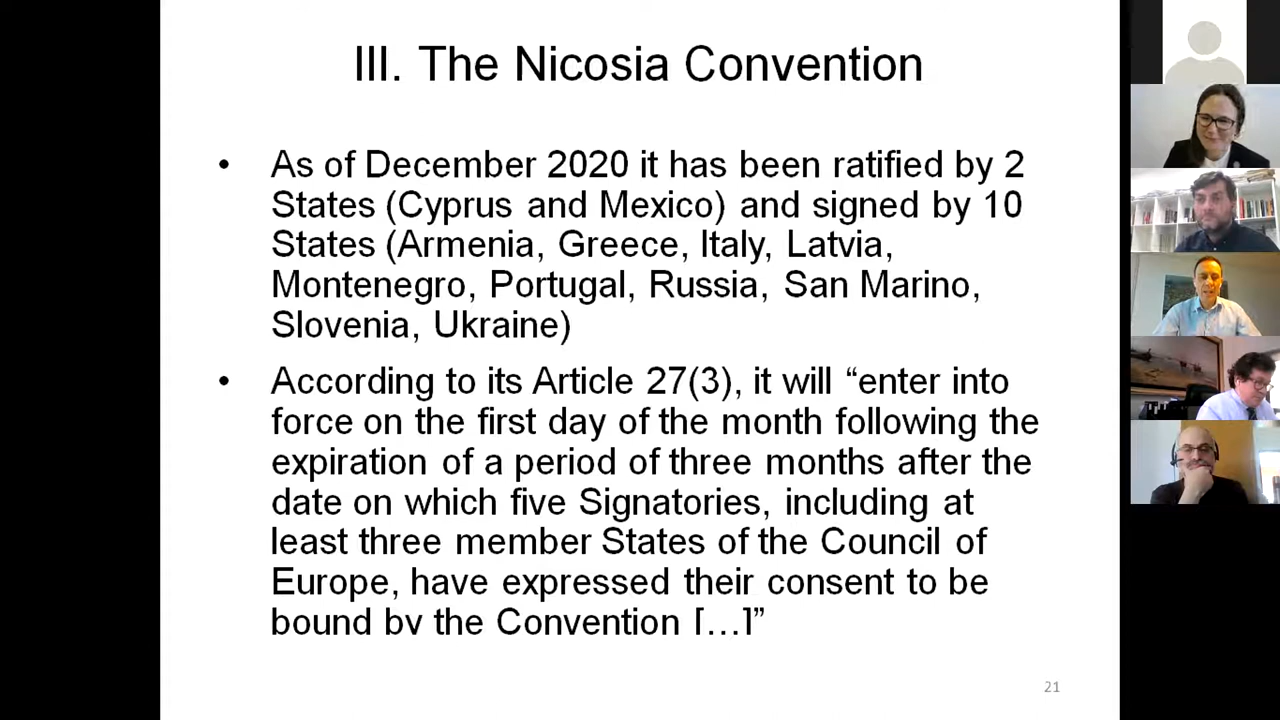 III. The Nicosia Convention
• As of December 2020 it has been ratified by 2
States (Cyprus and Mexico) and signed by 10
States (Armenia, Greece, Italy, Latvia,
Montenegro, Portugal, Russia, San Marino,
Slovenia, Ukraine)
• According to its Article 27(3), it will “enter into
force on the first day of the month following the
expiration of a period of three months after the
date on which five Signatories, including at
least three member States of the Council of
Europe, have expressed their consent to be
bound by the Convention […]”
21